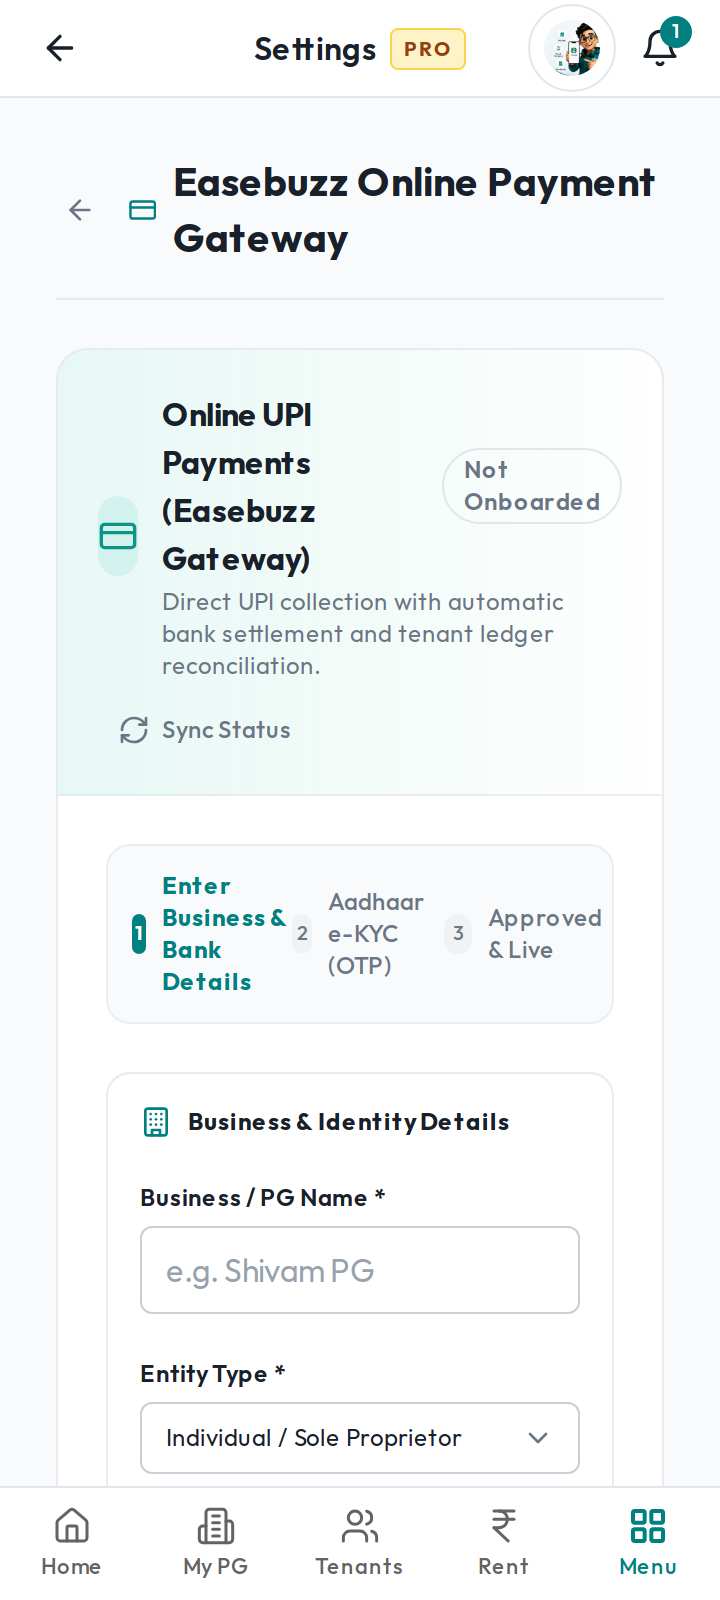 Settings
PRO
1
Easebuzz Online Payment
Gateway
Online UPI
Payments
(Easebuzz
Gateway)
Not
Onboarded
Direct UPI collection with automatic
bank settlement and tenant ledger
reconciliation.
Sync Status
1
Enter
Business &
Bank
Details
2
Aadhaar
e-KYC
(OTP)
3
Approved
& Live
Business & Identity Details
Business / PG Name *
e.g. Shivam PG
Entity Type *
Individual / Sole Proprietor
Home
My PG
Tenants
Rent
Menu